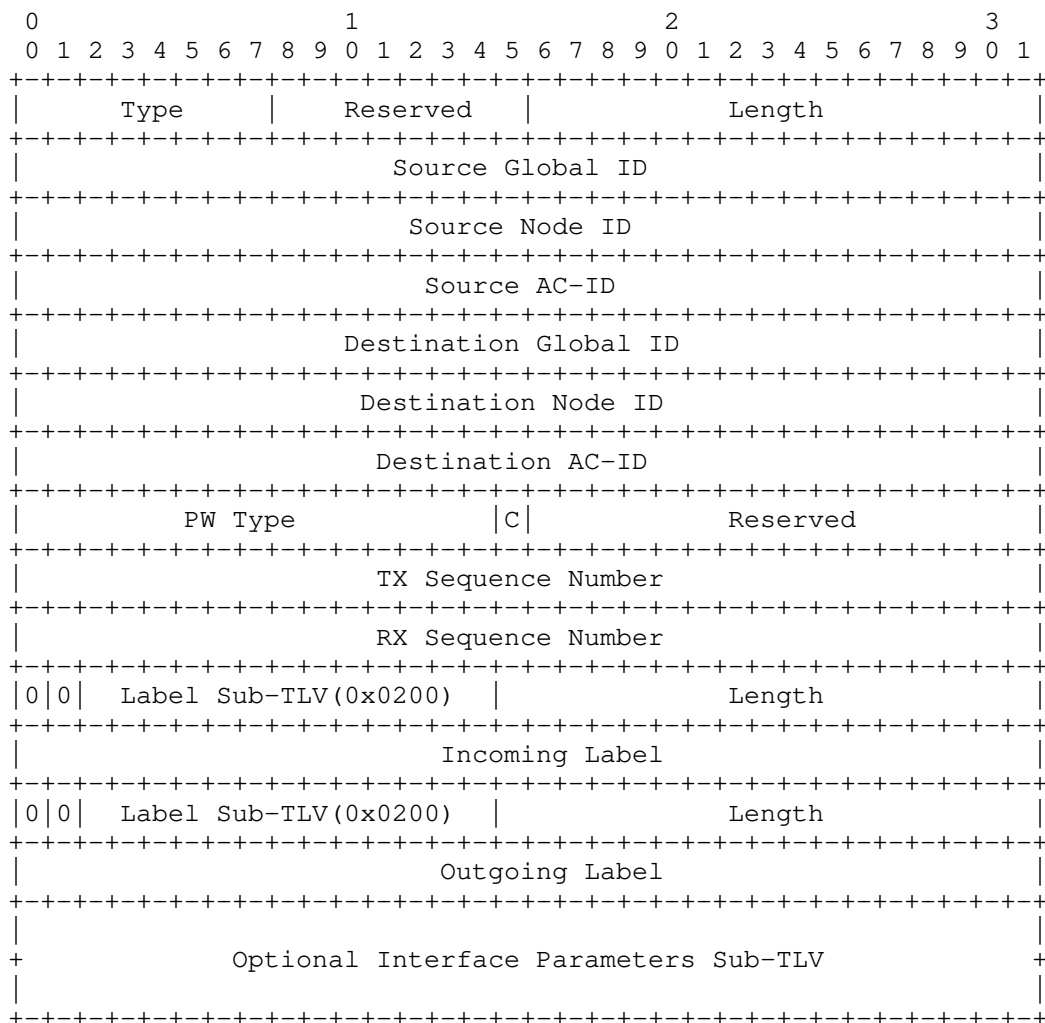 0                   1                   2                   3
 0 1 2 3 4 5 6 7 8 9 0 1 2 3 4 5 6 7 8 9 0 1 2 3 4 5 6 7 8 9 0 1
+-+-+-+-+-+-+-+-+-+-+-+-+-+-+-+-+-+-+-+-+-+-+-+-+-+-+-+-+-+-+-+-+
|      Type     |    Reserved   |            Length             |
+-+-+-+-+-+-+-+-+-+-+-+-+-+-+-+-+-+-+-+-+-+-+-+-+-+-+-+-+-+-+-+-+
|                       Source Global ID                        |
+-+-+-+-+-+-+-+-+-+-+-+-+-+-+-+-+-+-+-+-+-+-+-+-+-+-+-+-+-+-+-+-+
|                        Source Node ID                         |
+-+-+-+-+-+-+-+-+-+-+-+-+-+-+-+-+-+-+-+-+-+-+-+-+-+-+-+-+-+-+-+-+
|                         Source AC-ID                          |
+-+-+-+-+-+-+-+-+-+-+-+-+-+-+-+-+-+-+-+-+-+-+-+-+-+-+-+-+-+-+-+-+
|                    Destination Global ID                      |
+-+-+-+-+-+-+-+-+-+-+-+-+-+-+-+-+-+-+-+-+-+-+-+-+-+-+-+-+-+-+-+-+
|                     Destination Node ID                       |
+-+-+-+-+-+-+-+-+-+-+-+-+-+-+-+-+-+-+-+-+-+-+-+-+-+-+-+-+-+-+-+-+
|                      Destination AC-ID                        |
+-+-+-+-+-+-+-+-+-+-+-+-+-+-+-+-+-+-+-+-+-+-+-+-+-+-+-+-+-+-+-+-+
|          PW Type            |C|            Reserved           |
+-+-+-+-+-+-+-+-+-+-+-+-+-+-+-+-+-+-+-+-+-+-+-+-+-+-+-+-+-+-+-+-+
|                      TX Sequence Number                       |
+-+-+-+-+-+-+-+-+-+-+-+-+-+-+-+-+-+-+-+-+-+-+-+-+-+-+-+-+-+-+-+-+
|                      RX Sequence Number                       |
+-+-+-+-+-+-+-+-+-+-+-+-+-+-+-+-+-+-+-+-+-+-+-+-+-+-+-+-+-+-+-+-+
|0|0|  Label Sub-TLV(0x0200)  |              Length             |
+-+-+-+-+-+-+-+-+-+-+-+-+-+-+-+-+-+-+-+-+-+-+-+-+-+-+-+-+-+-+-+-+
|                          Incoming Label                       |
+-+-+-+-+-+-+-+-+-+-+-+-+-+-+-+-+-+-+-+-+-+-+-+-+-+-+-+-+-+-+-+-+
|0|0|  Label Sub-TLV(0x0200)  |              Length             |
+-+-+-+-+-+-+-+-+-+-+-+-+-+-+-+-+-+-+-+-+-+-+-+-+-+-+-+-+-+-+-+-+
|                          Outgoing Label                       |
+-+-+-+-+-+-+-+-+-+-+-+-+-+-+-+-+-+-+-+-+-+-+-+-+-+-+-+-+-+-+-+-+
|                                                               |
+             Optional Interface Parameters Sub-TLV             +
|                                                               |
+-+-+-+-+-+-+-+-+-+-+-+-+-+-+-+-+-+-+-+-+-+-+-+-+-+-+-+-+-+-+-+-+